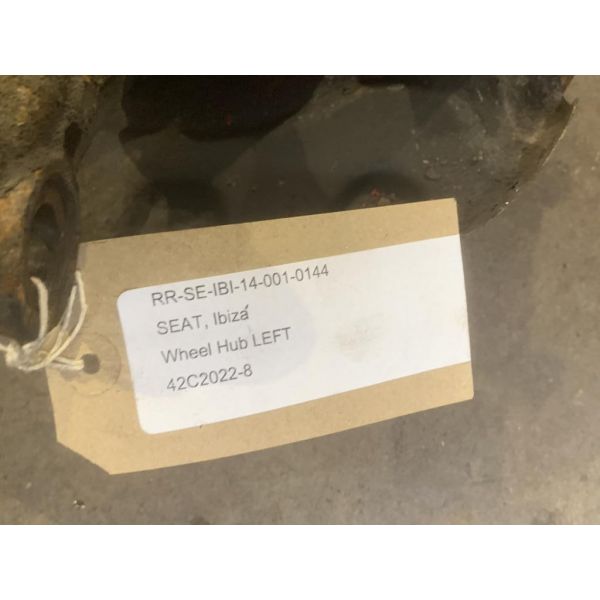 RR-SE-IBI-14-001-0144
SEAT, Ibiza
Wheel Hub LEFT
42C2022-8